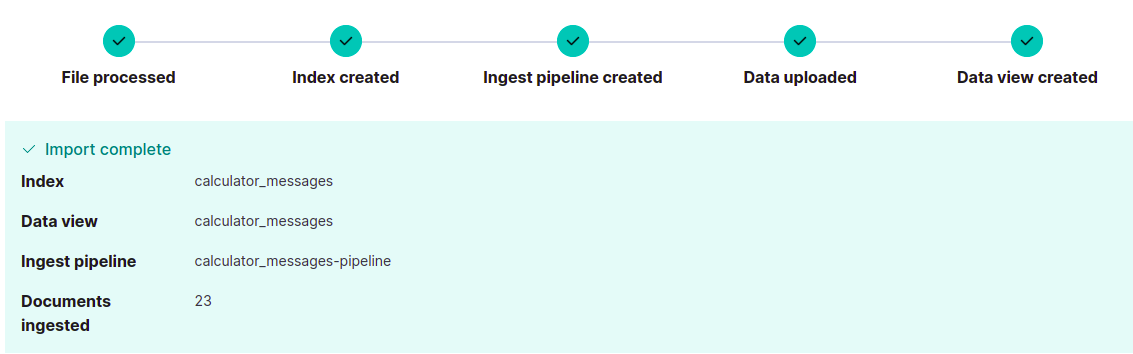 File processed
Index created
Ingest pipeline created
Data uploaded
Data view created
Import complete
Index calculator_messages
Data view calculator_messages
Ingest pipeline calculator_messages-pipeline
Documents 23
ingested